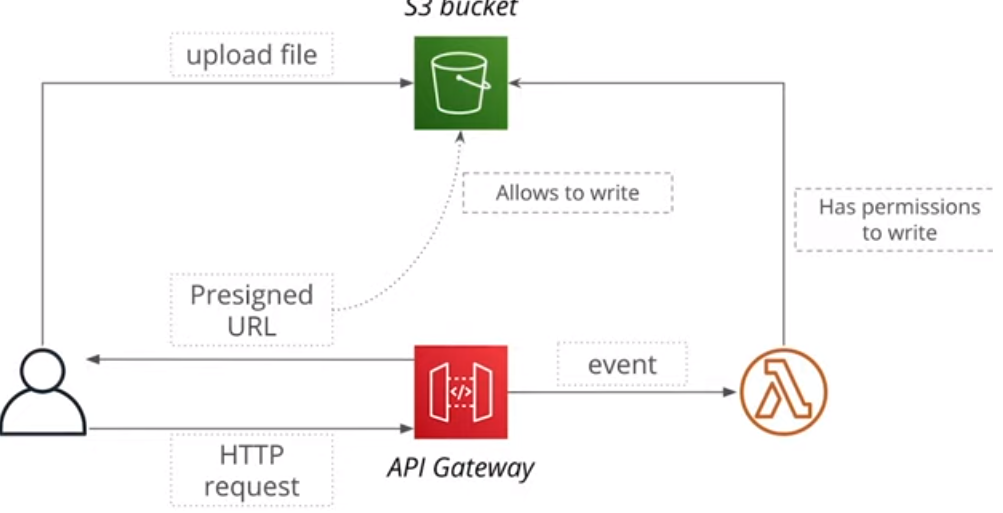 S3 bucket
upload file
Allows to write
Has permissions
to write
Presigned
URL
event
</>
HTTP
request
API Gateway